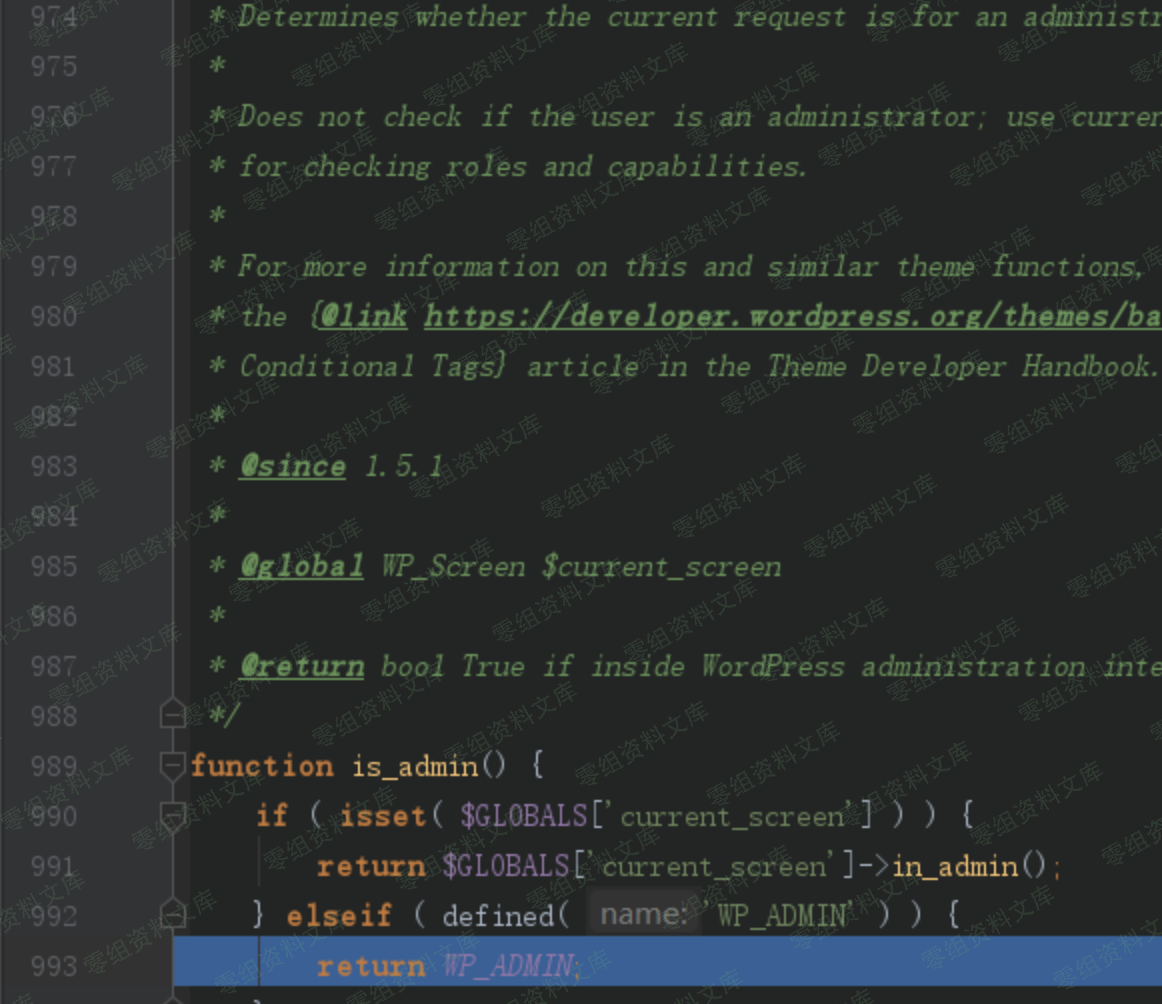 974 * Determines whether the current request is for an administr
975 *
976 * Does not check if the user is an administrator; use curren
977 * for checking roles and capabilities.
978 *
979 * For more information on this and similar theme functions,
980 * the {@link https://developer.wordpress.org/themes/ba
981 * Conditional Tags} article in the Theme Developer Handbook.
982 *
983 * @since 1.5.1
984 *
985 * @global WP_Screen $current_screen
986 *
987 * @return bool True if inside WordPress administration inte
988 */
989 function is_admin() {
990 if ( isset( $GLOBALS['current_screen'] ) ) {
991 return $GLOBALS['current_screen']->in_admin();
992 } elseif ( defined( name: 'WP_ADMIN' ) ) {
993 return WP_ADMIN;
零组资料文库